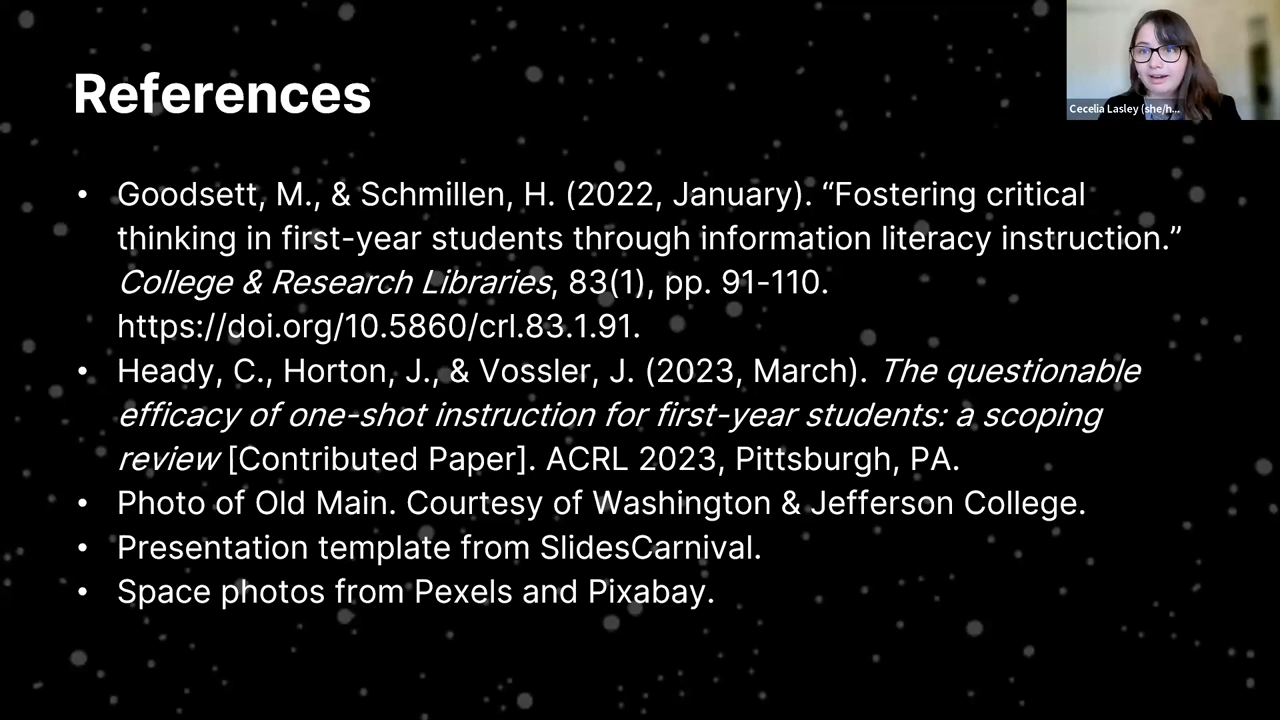 References
Cecelia Lasley (she/h...
• Goodsett, M., & Schmillen, H. (2022, January). “Fostering critical
thinking in first-year students through information literacy instruction.”
College & Research Libraries, 83(1), pp. 91-110.
https://doi.org/10.5860/crl.83.1.91.
• Heady, C., Horton, J., & Vossler, J. (2023, March). The questionable
efficacy of one-shot instruction for first-year students: a scoping
review [Contributed Paper]. ACRL 2023, Pittsburgh, PA.
• Photo of Old Main. Courtesy of Washington & Jefferson College.
• Presentation template from SlidesCarnival.
• Space photos from Pexels and Pixabay.